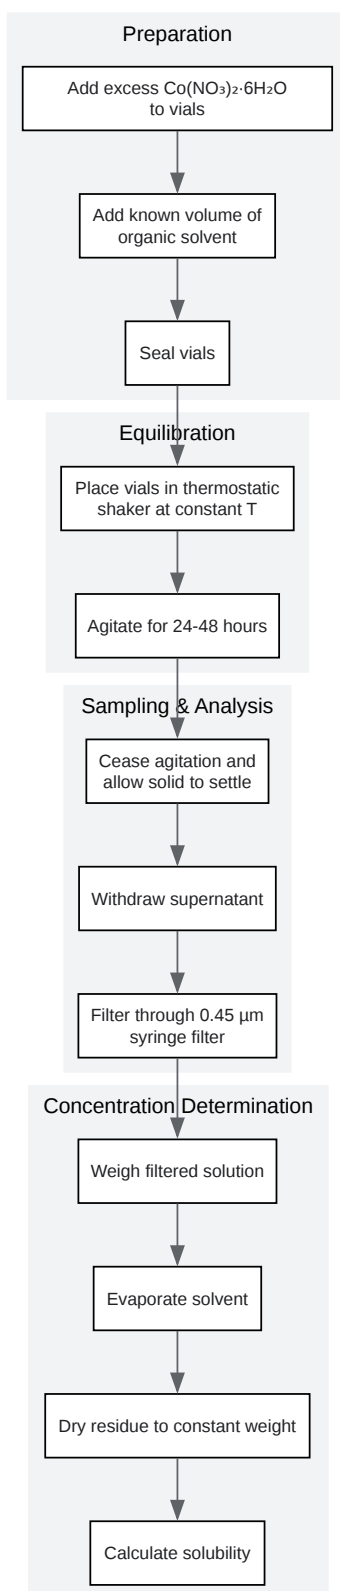 Preparation
Add excess Co(NO₃)₂·6H₂O
to vials
Add known volume of
organic solvent
Seal vials
Equilibration
Place vials in thermostatic
shaker at constant T
Agitate for 24-48 hours
Sampling & Analysis
Cease agitation and
allow solid to settle
Withdraw supernatant
Filter through 0.45 µm
syringe filter
Concentration Determination
Weigh filtered solution
Evaporate solvent
Dry residue to constant weight
Calculate solubility